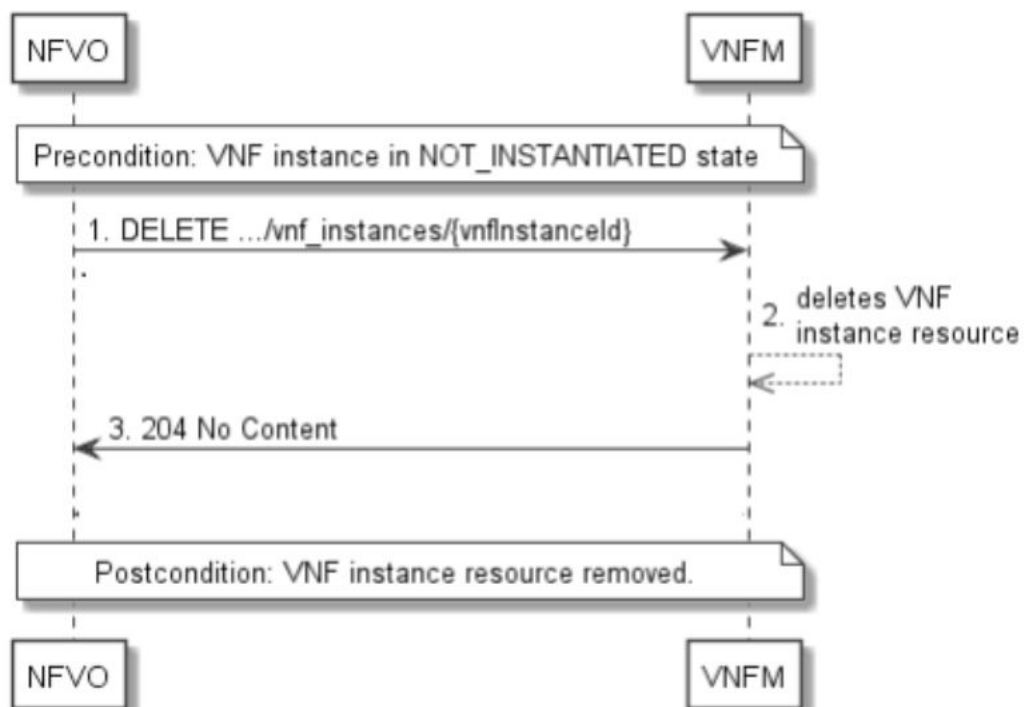 NFVO
VNFM
Precondition: VNF instance in NOT_INSTANTIATED state
1. DELETE .../vnf_instances/{vnfInstanceId}
2. deletes VNF
instance resource
3. 204 No Content
Postcondition: VNF instance resource removed.
NFVO
VNFM